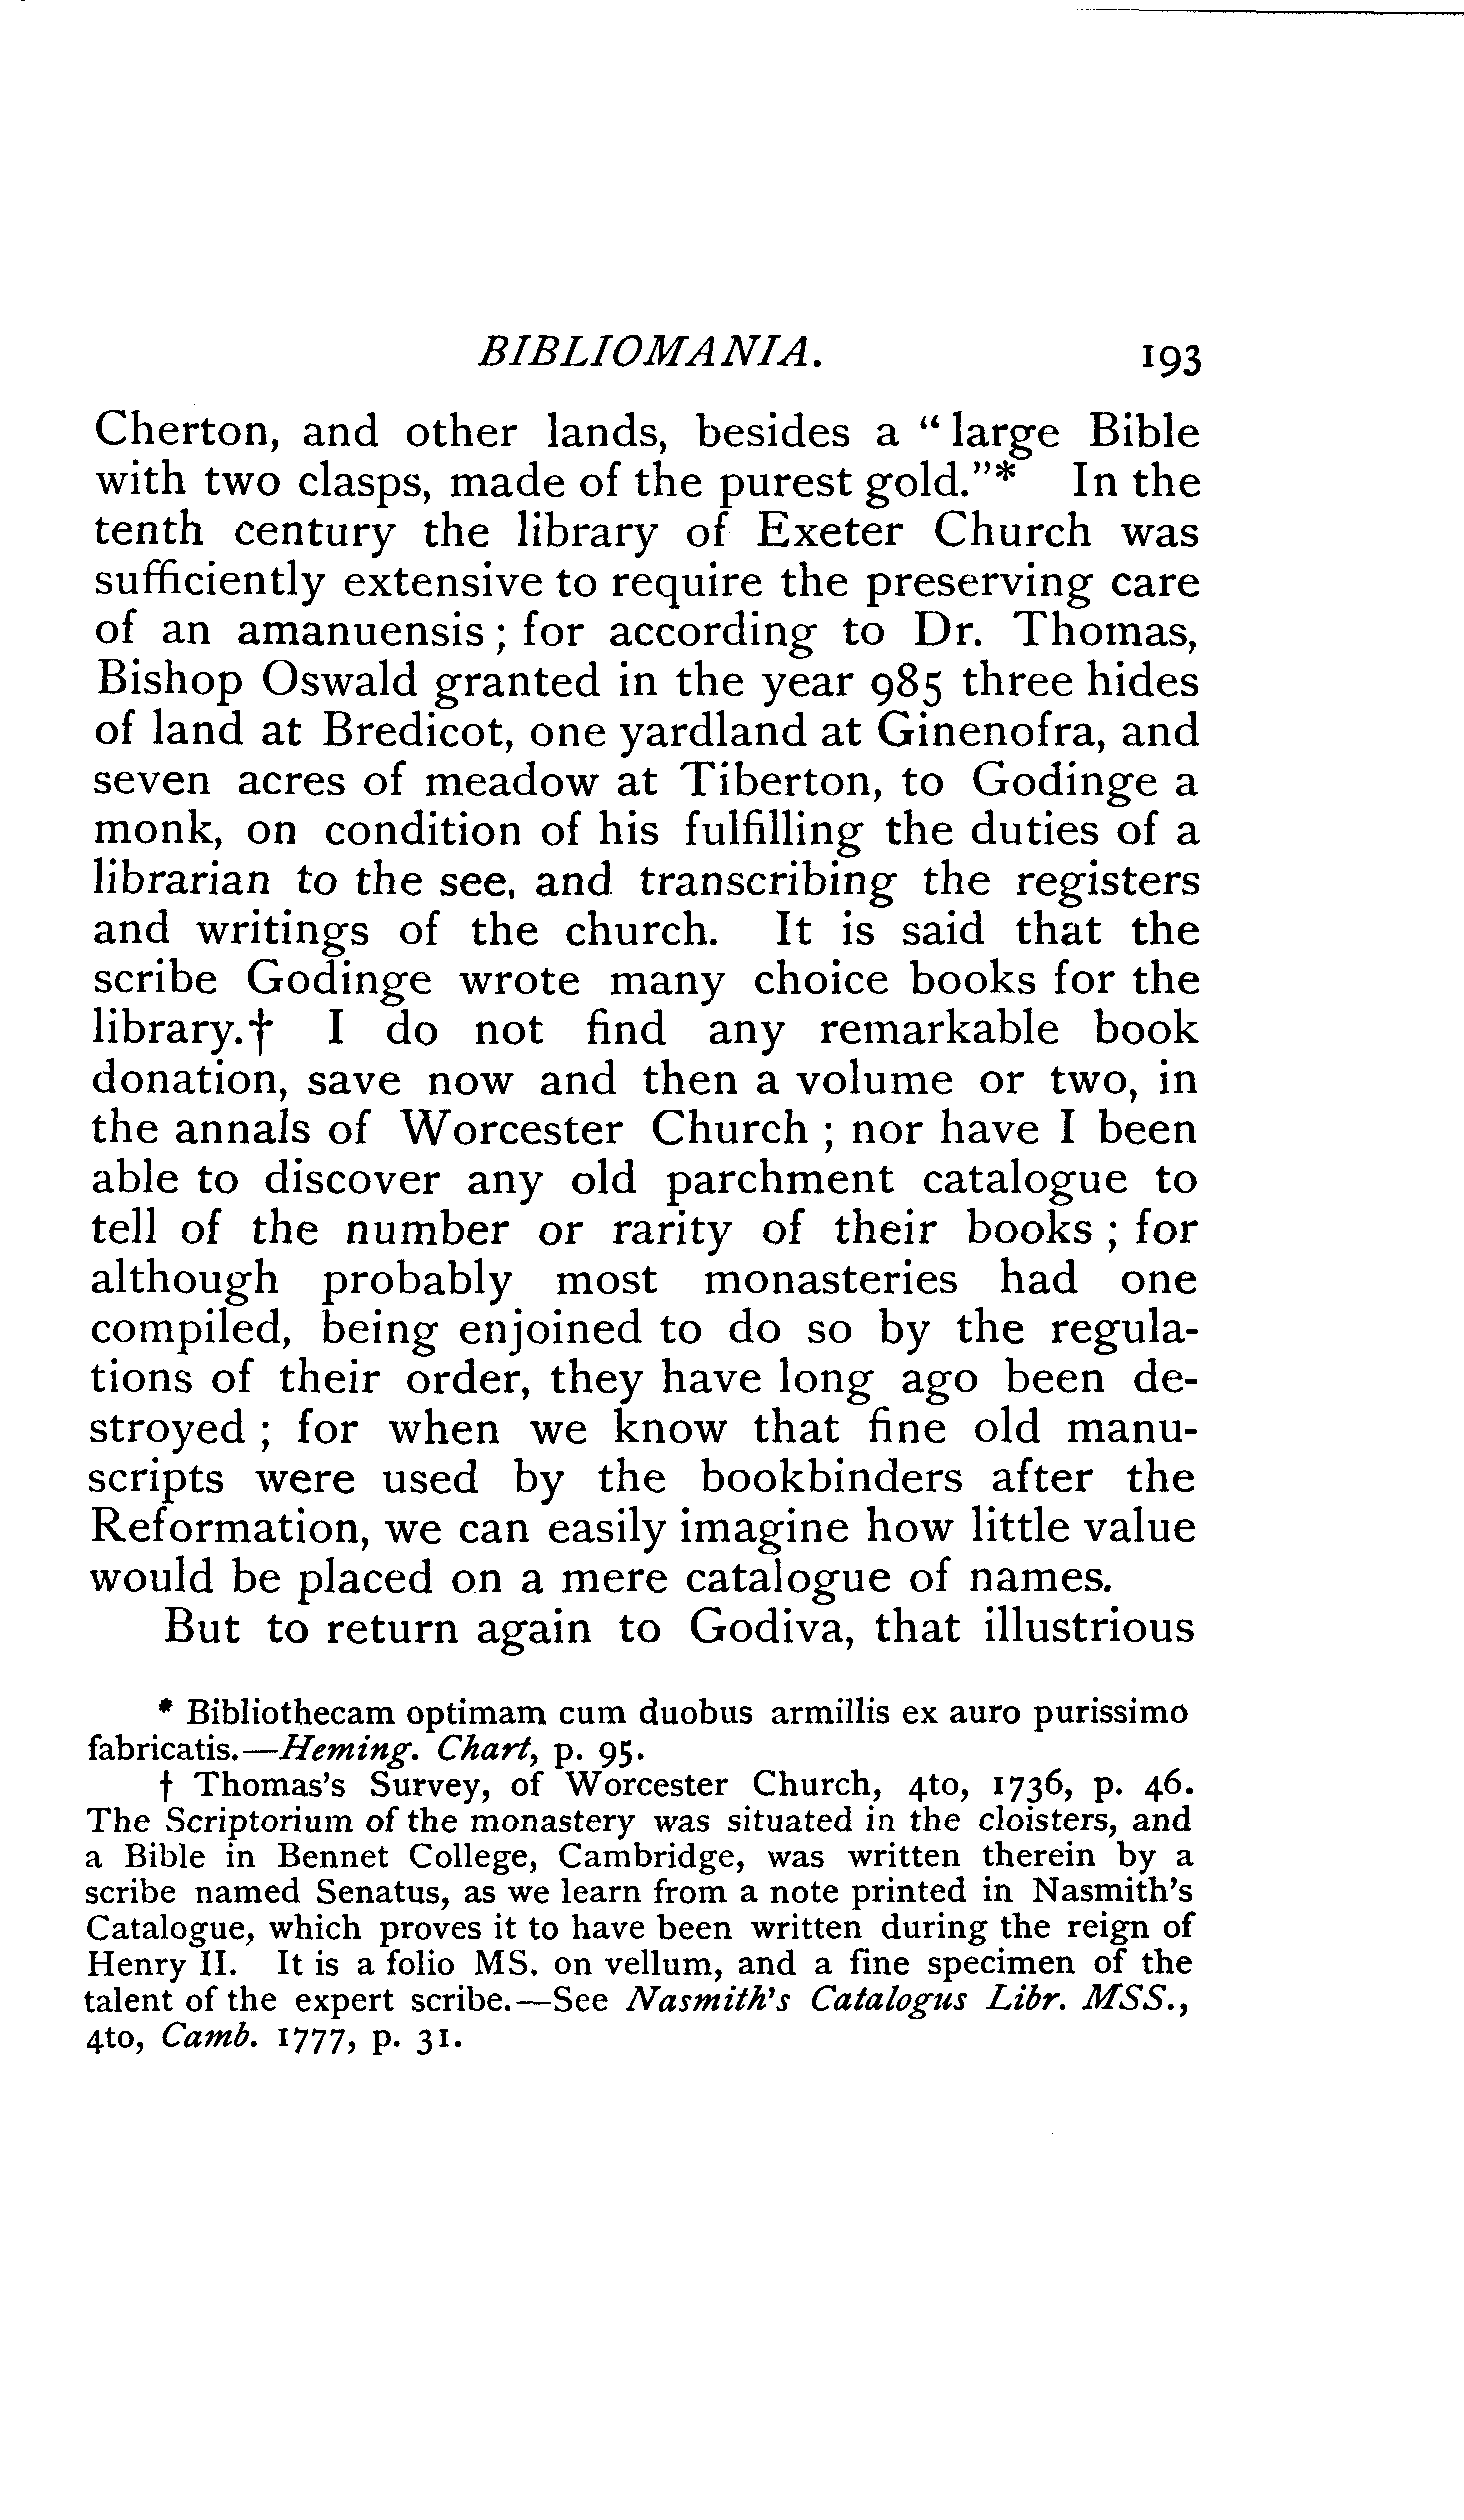 BIBLIOMANIA. 193
Cherton, and other lands, besides a “ large Bible
with two clasps, made of the purest gold.”* In the
tenth century the library of Exeter Church was
sufficiently extensive to require the preserving care
of an amanuensis ; for according to Dr. Thomas,
Bishop Oswald granted in the year 985 three hides
of land at Bredicot, one yardland at Ginenofra, and
seven acres of meadow at Tiberton, to Godinge a
monk, on condition of his fulfilling the duties of a
librarian to the see, and transcribing the registers
and writings of the church. It is said that the
scribe Godinge wrote many choice books for the
library.† I do not find any remarkable book
donation, save now and then a volume or two, in
the annals of Worcester Church ; nor have I been
able to discover any old parchment catalogue to
tell of the number or rarity of their books ; for
although probably most monasteries had one
compiled, being enjoined to do so by the regula-
tions of their order, they have long ago been de-
stroyed ; for when we know that fine old manu-
scripts were used by the bookbinders after the
Reformation, we can easily imagine how little value
would be placed on a mere catalogue of names.
But to return again to Godiva, that illustrious
* Bibliothecam optimam cum duobus armillis ex auro purissimo
fabricatis.—Heming. Chart, p. 95.
† Thomas's Survey, of Worcester Church, 4to, 1736, p. 46.
The Scriptorium of the monastery was situated in the cloisters, and
a Bible in Bennet College, Cambridge, was written therein by a
scribe named Senatus, as we learn from a note printed in Nasmith's
Catalogue, which proves it to have been written during the reign of
Henry II. It is a folio MS. on vellum, and a fine specimen of the
talent of the expert scribe.—See Nasmith's Catalogus Libr. MSS.,
4to, Camb. 1777, p. 31.